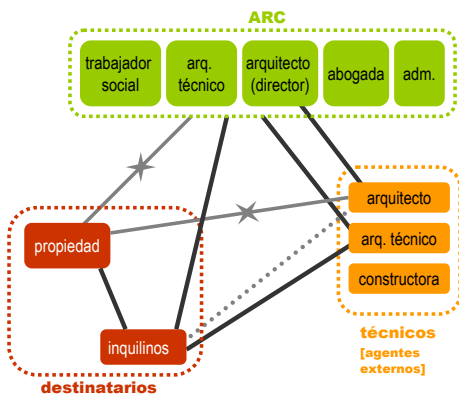 ARC
trabajador
social
arq.
técnico
arquitecto
(director)
abogada
adm.
arquitecto
arq. técnico
constructora
técnicos
[agentes
externos]
propiedad
inquilinos
destinatarios